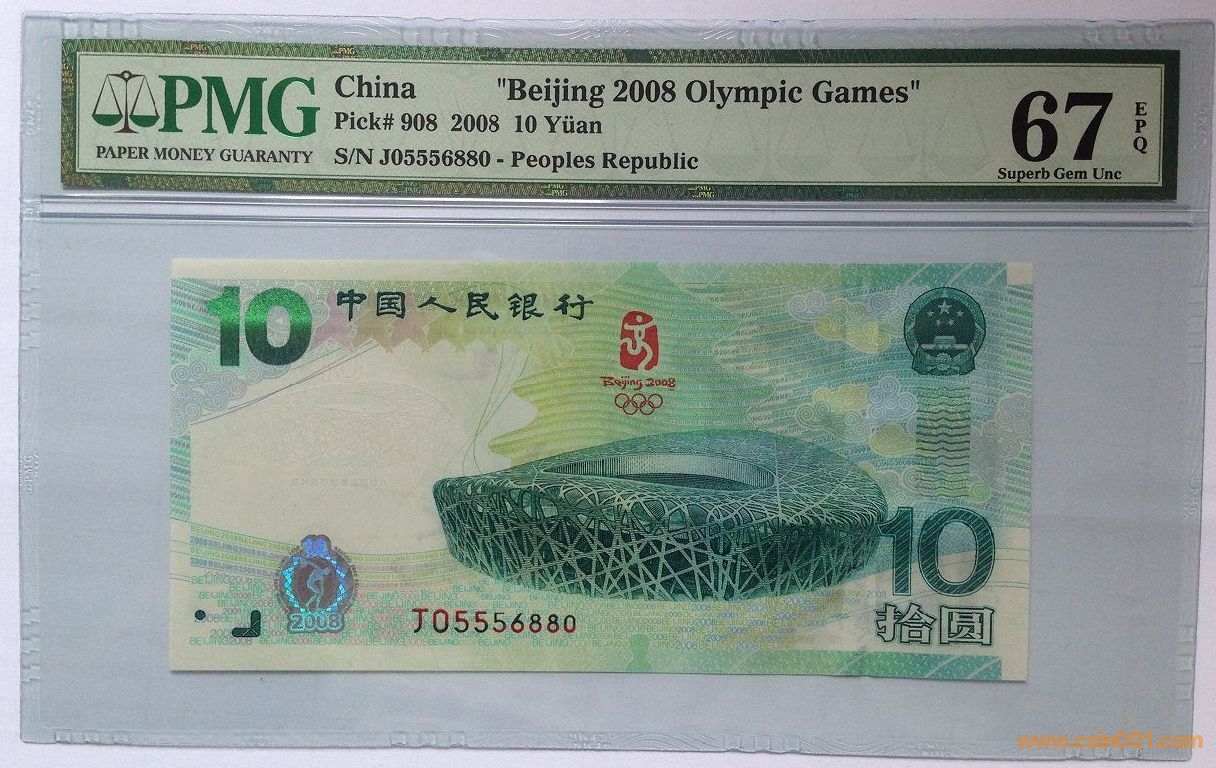 PMG
PAPER MONEY GUARANTY
China "Beijing 2008 Olympic Games"
Pick# 908 2008 10 Yüan
S/N J05556880 - Peoples Republic
67
EPQ
Superb Gem Unc
10
中国人民银行
Beijing 2008
2008
J05556880
10
拾圆
www.coin001.com